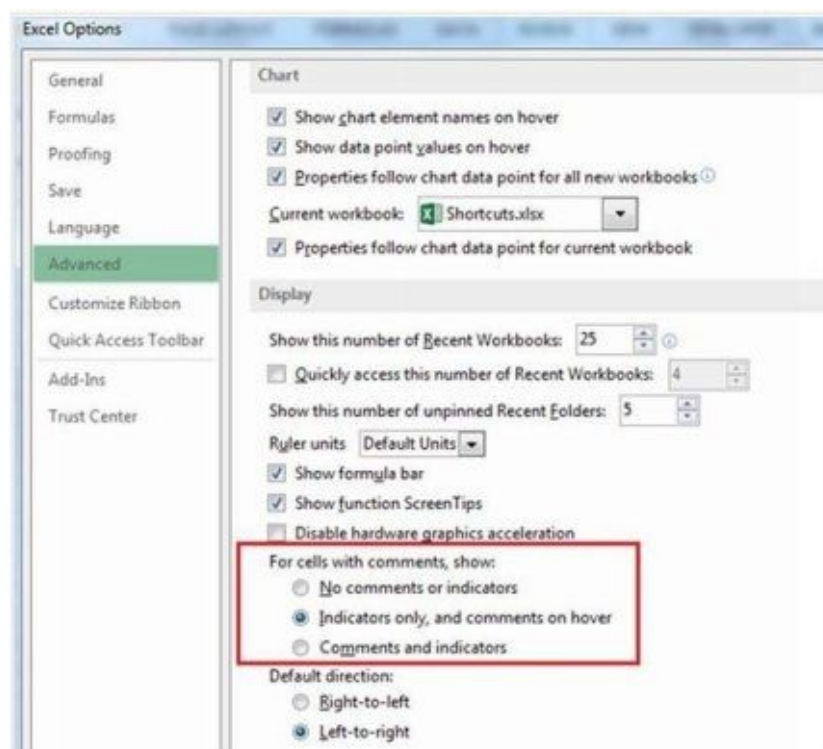 Excel Options
General
Formulas
Proofing
Save
Language
Advanced
Customize Ribbon
Quick Access Toolbar
Add-Ins
Trust Center
Chart
Show chart element names on hover
Show data point values on hover
Properties follow chart data point for all new workbooks
Current workbook: Shortcuts.xlsx
Properties follow chart data point for current workbook
Display
Show this number of Recent Workbooks: 25
Quickly access this number of Recent Workbooks: 4
Show this number of unpinned Recent Folders: 5
Ruler units Default Units
Show formula bar
Show function ScreenTips
Disable hardware graphics acceleration
For cells with comments, show:
No comments or indicators
Indicators only, and comments on hover
Comments and indicators
Default direction:
Right-to-left
Left-to-right